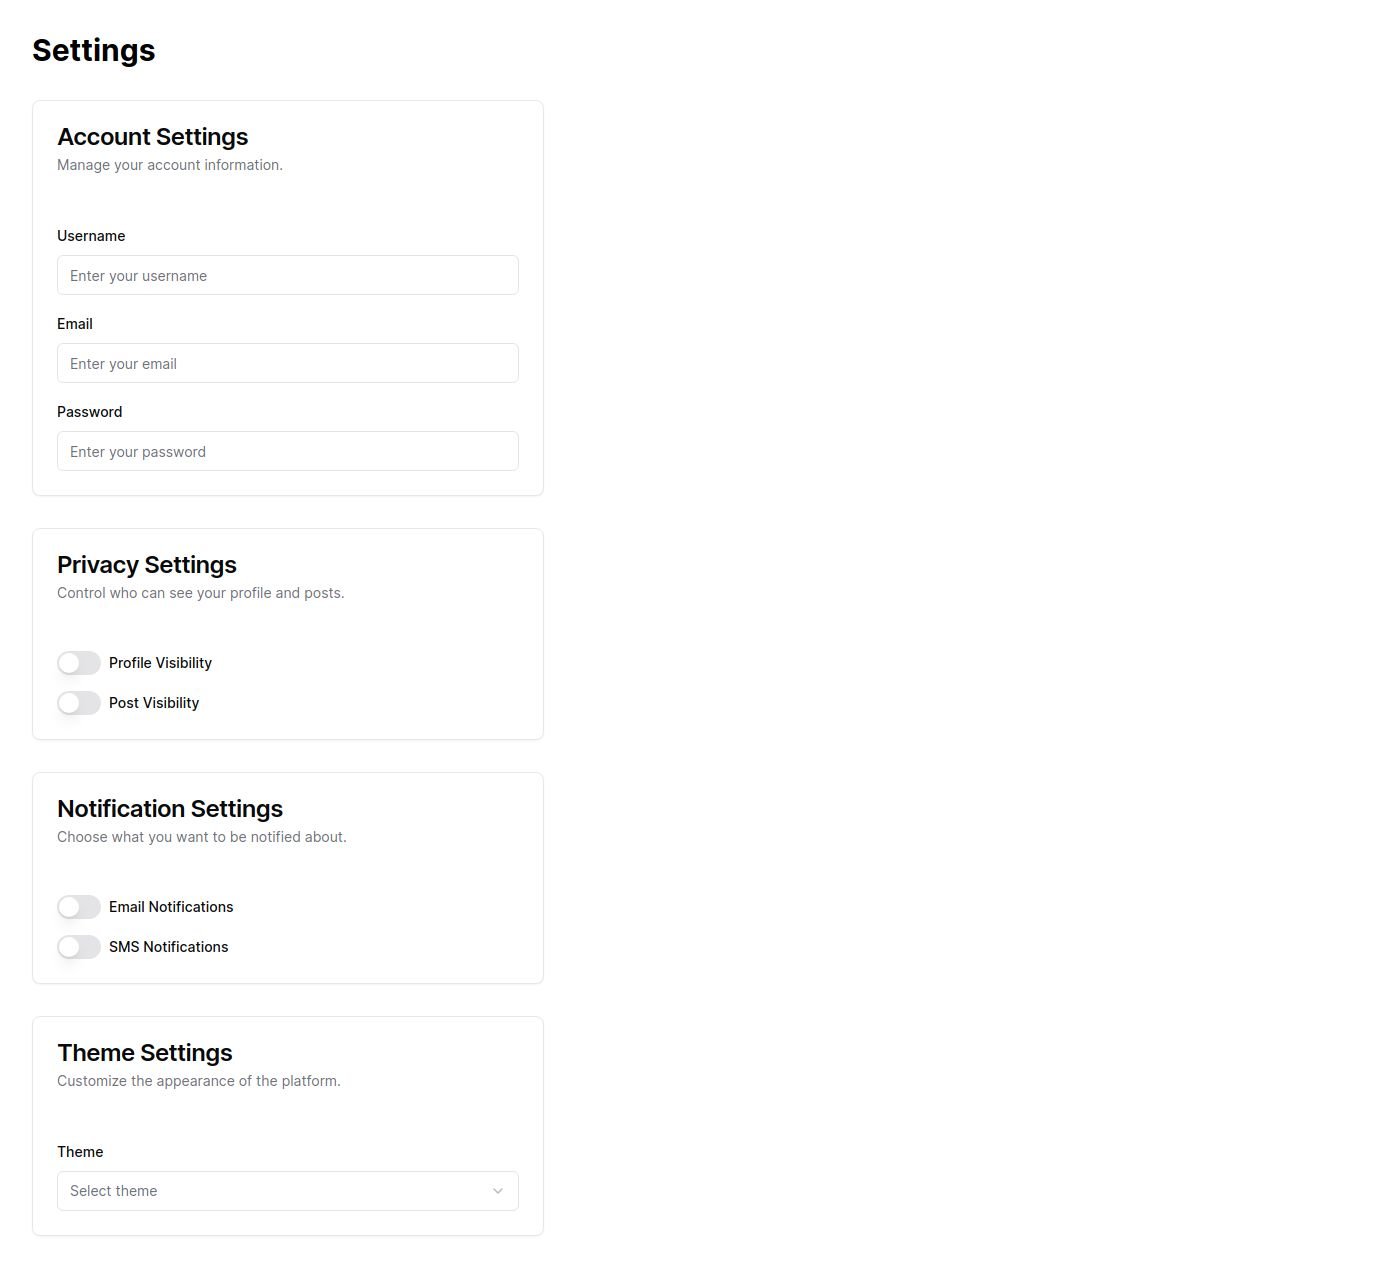 Settings
Account Settings
Manage your account information.
Username
Enter your username
Email
Enter your email
Password
Enter your password
Privacy Settings
Control who can see your profile and posts.
Profile Visibility
Post Visibility
Notification Settings
Choose what you want to be notified about.
Email Notifications
SMS Notifications
Theme Settings
Customize the appearance of the platform.
Theme
Select theme